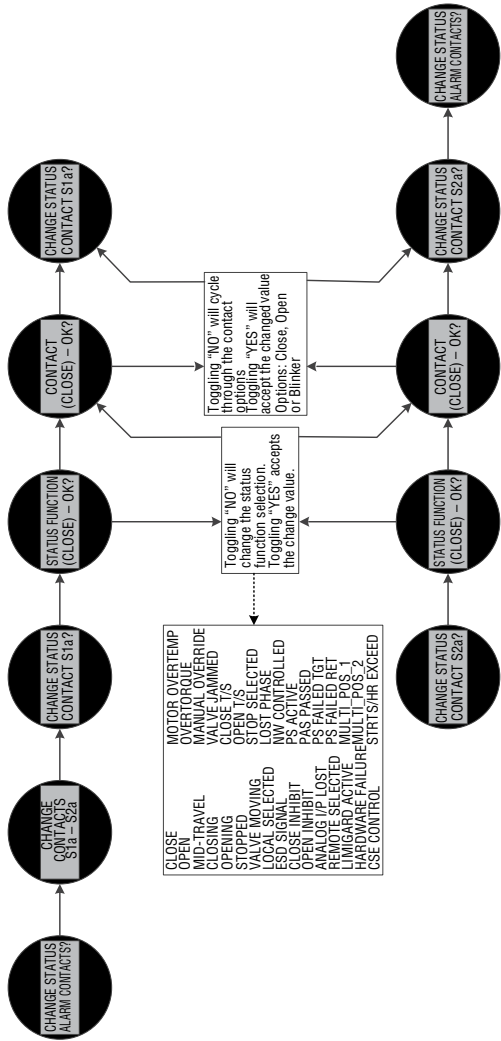 CHANGE STATUS
ALARM CONTACTS?
CHANGE
CONTACTS
S1a – S2a
CHANGE STATUS
CONTACT S1a?
STATUS FUNCTION
(CLOSE) – OK?
CONTACT
(CLOSE) – OK?
CHANGE STATUS
CONTACT S1a?
CLOSE
OPEN
MID-TRAVEL
CLOSING
OPENING
STOPPED
VALVE MOVING
LOCAL SELECTED
ESD SIGNAL
CLOSE INHIBIT
OPEN INHIBIT
ANALOG I/P LOST
REMOTE SELECTED
LIMIGARD ACTIVE
HARDWARE FAILURE
CSE CONTROL
MOTOR OVERTEMP
OVERTORQUE
MANUAL OVERRIDE
VALVE JAMMED
CLOSE T/S
OPEN T/S
STOP SELECTED
LOST PHASE
NW CONTROLLED
PS ACTIVE
PAS PASSED
PS FAILED TGT
PS FAILED RET
MULTI_POS_1
MULTI_POS_2
STRTS/HR EXCEED
Toggling “NO” will
change the status
function selection.
Toggling “YES” accepts
the change value.
Toggling “NO” will cycle
through the contact
options
Toggling “YES” will
accept the changed value
Options: Close, Open
or Blinker
CHANGE STATUS
CONTACT S2a?
STATUS FUNCTION
(CLOSE) – OK?
CONTACT
(CLOSE) – OK?
CHANGE STATUS
CONTACT S2a?
CHANGE STATUS
ALARM CONTACTS?